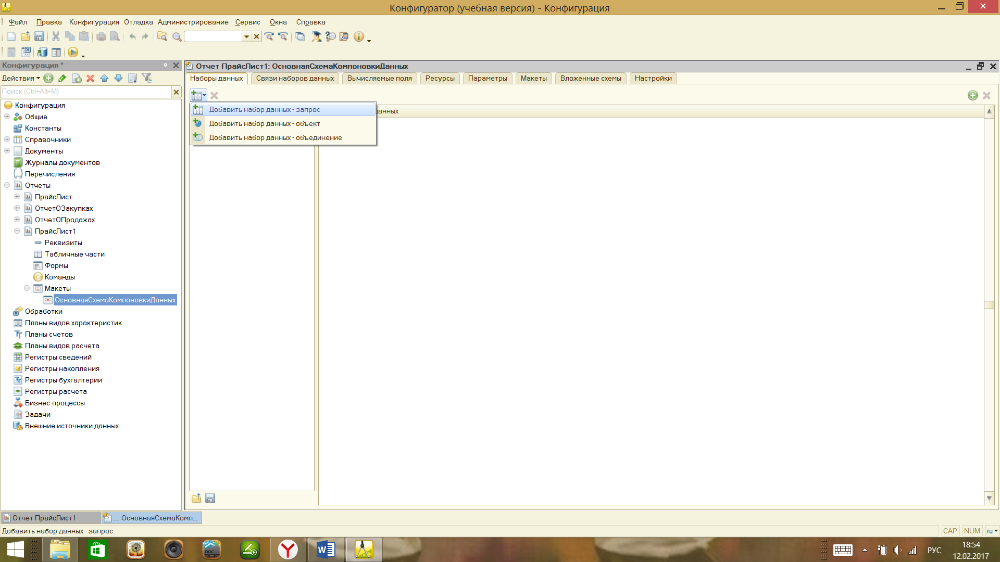 Конфигуратор (учебная версия) - Конфигурация
Файл Правка Конфигурация Отладка Администрирование Сервис Окна Справка
Конфигурация *
Действия
Поиск (Ctrl+Alt+M)
Конфигурация
Общие
Константы
Справочники
Документы
Журналы документов
Перечисления
Отчеты
ПрайсЛист
ОтчетОЗакупках
ОтчетОПродажах
ПрайсЛист1
Реквизиты
Табличные части
Формы
Команды
Макеты
ОсновнаяСхемаКомпоновкиДанных
Обработки
Планы видов характеристик
Планы счетов
Планы видов расчета
Регистры сведений
Регистры накопления
Регистры бухгалтерии
Регистры расчета
Бизнес-процессы
Задачи
Внешние источники данных
Отчет ПрайсЛист1: ОсновнаяСхемаКомпоновкиДанных
Наборы данных Связи наборов данных Вычисляемые поля Ресурсы Параметры Макеты Вложенные схемы Настройки
Добавить набор данных - запрос
Добавить набор данных - объект
Добавить набор данных - объединение
Отчет ПрайсЛист1 ...: ОсновнаяСхемаКомп...
Добавить набор данных - запрос
CAP NUM ru
DOC
РУС
18:54
12.02.2017